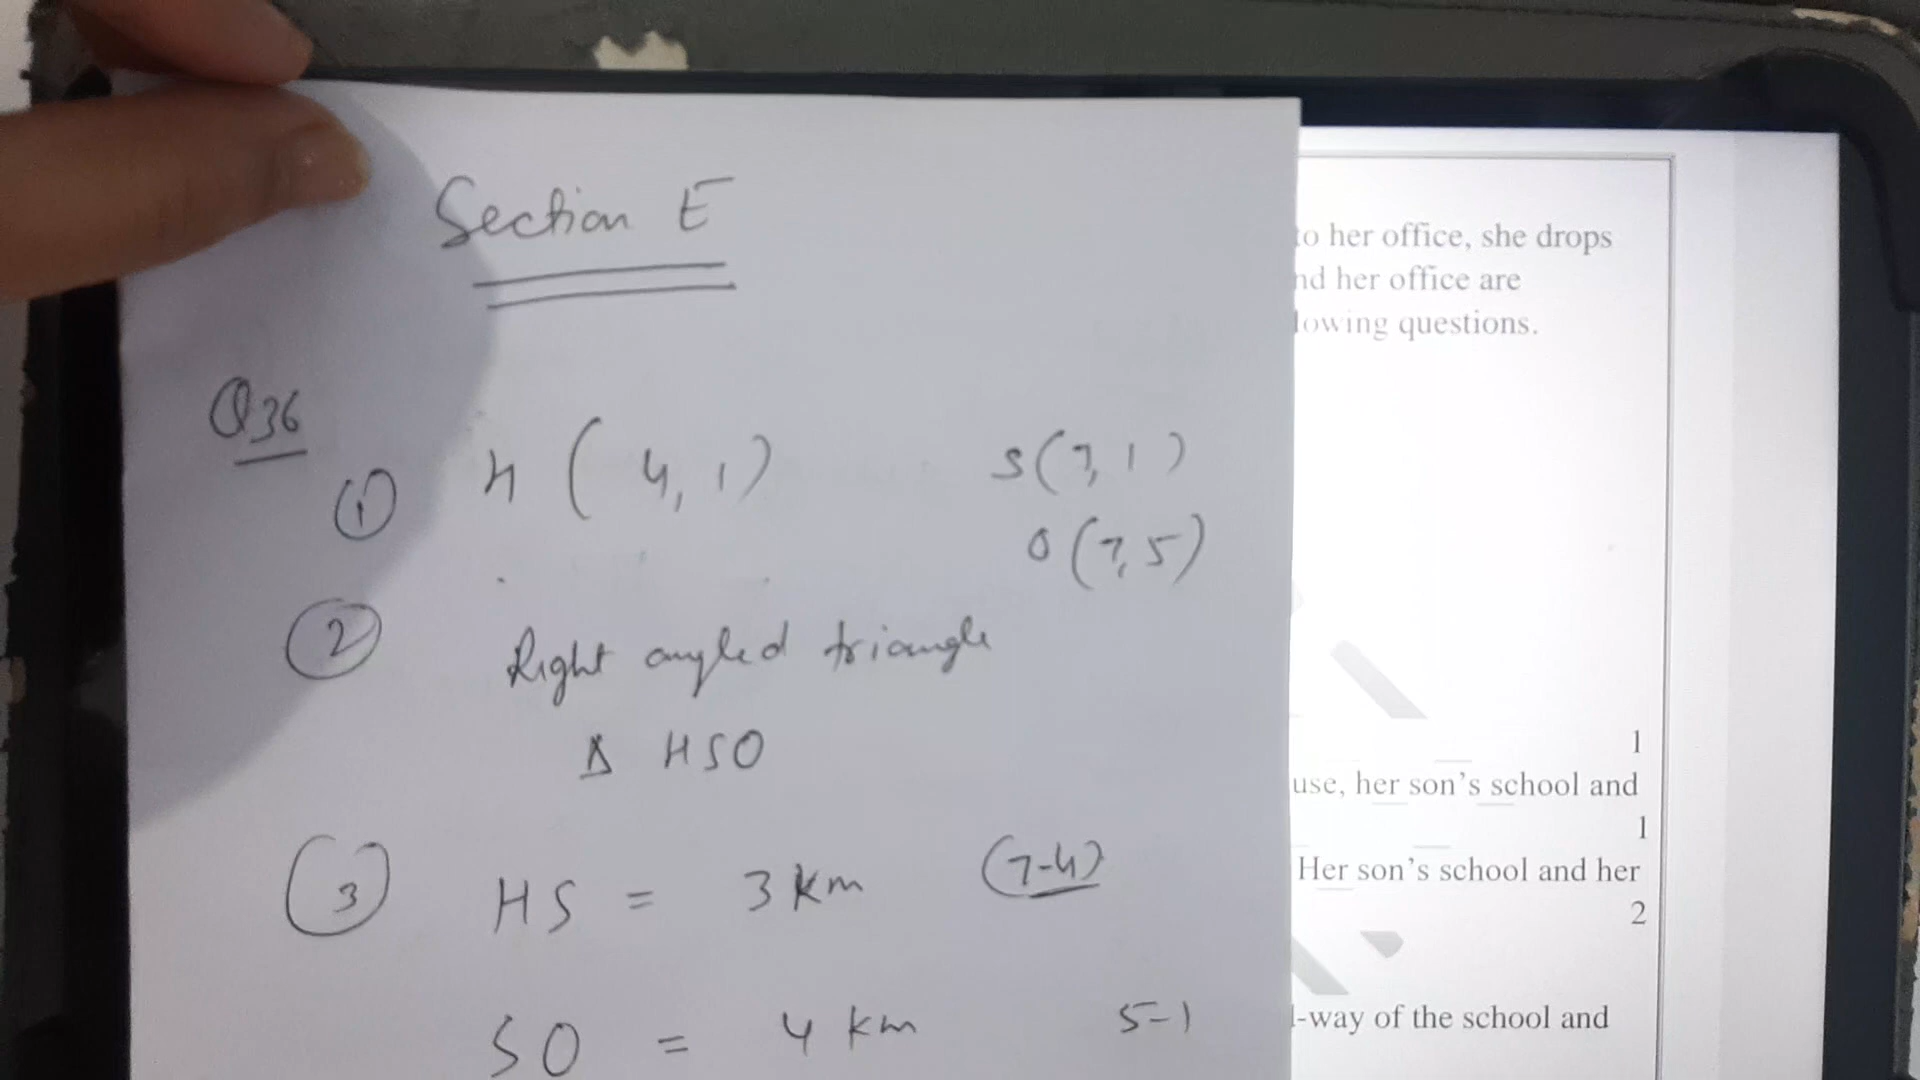 Section E
Q36
① H (4, 1) S(7, 1)
O (7, 5)
② Right angled triangle
Δ HSO
③ HS = 3 km (7-4)
SO = 4 km 5-1
to her office, she drops
nd her office are
lowing questions.
1
use, her son's school and
1
Her son's school and her
2
-way of the school and